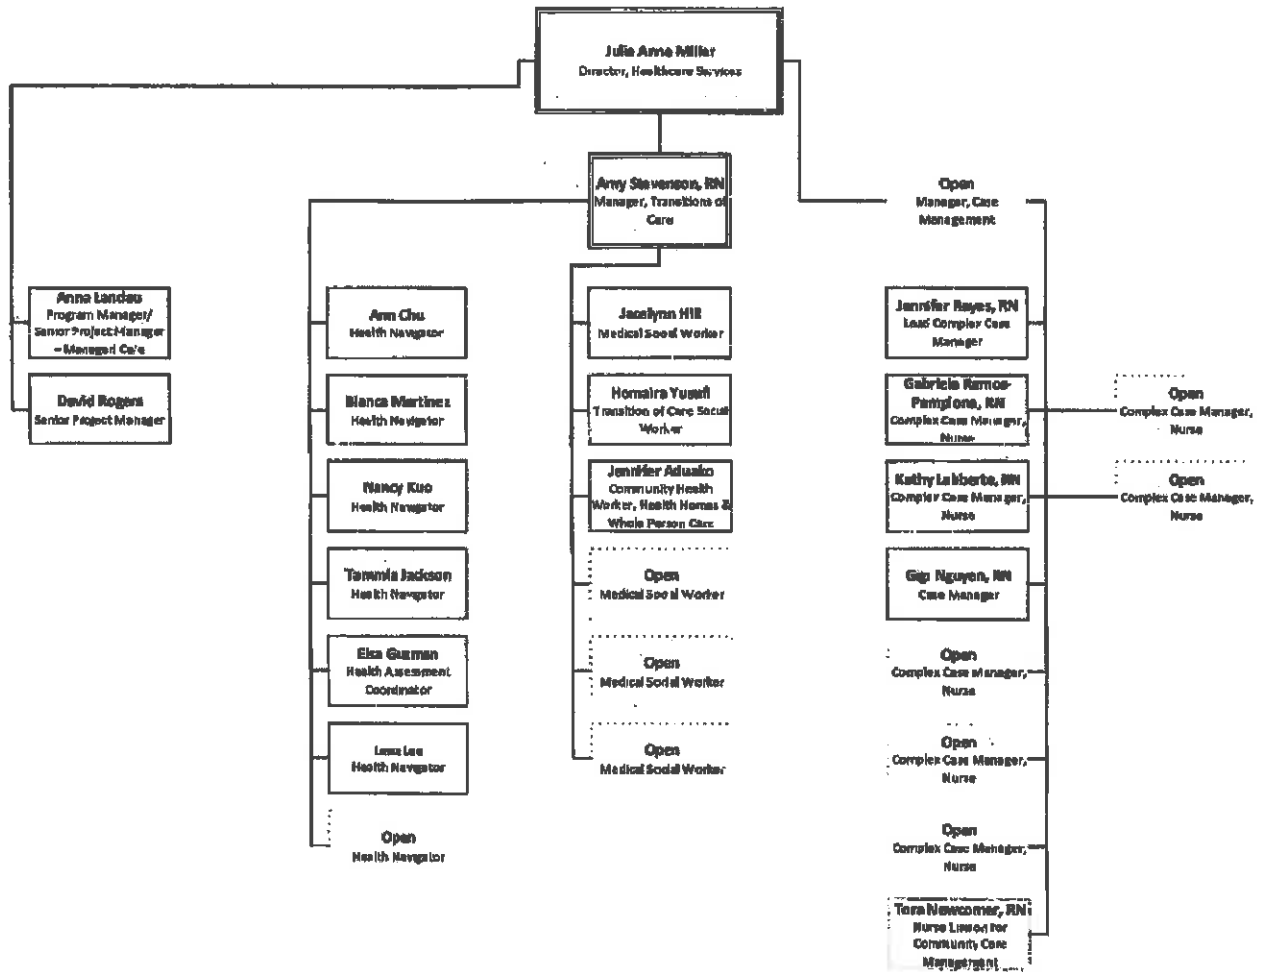 Julie Anne Miller
Director, Healthcare Services
Amy Stevenson, RN
Manager, Transitions of
Care
Open
Manager, Case
Management
Anna Landau
Program Manager/
Senior Project Manager
– Managed Care
David Rogers
Senior Project Manager
Ann Chu
Health Navigator
Blanca Martinez
Health Navigator
Nancy Kuo
Health Navigator
Tammie Jackson
Health Navigator
Elsa Guzman
Health Assessment
Coordinator
Lena Lee
Health Navigator
Open
Health Navigator
Jacelynn Hill
Medical Social Worker
Homaira Yusufi
Transition of Care Social
Worker
Jennifer Aduako
Community Health
Worker, Health Homes &
Whole Person Care
Open
Medical Social Worker
Open
Medical Social Worker
Open
Medical Social Worker
Jennifer Reyes, RN
Lead Complex Case
Manager
Gabriela Ramos-
Pamplona, RN
Complex Case Manager,
Nurse
Kathy Lubberto, RN
Complex Case Manager,
Nurse
Nguyen, RN
Case Manager
Open
Complex Case Manager,
Nurse
Open
Complex Case Manager,
Nurse
Open
Complex Case Manager,
Nurse
Tara Newcomer, RN
Nurse Liaison for
Community Care
Management
Open
Complex Case Manager,
Nurse
Open
Complex Case Manager,
Nurse